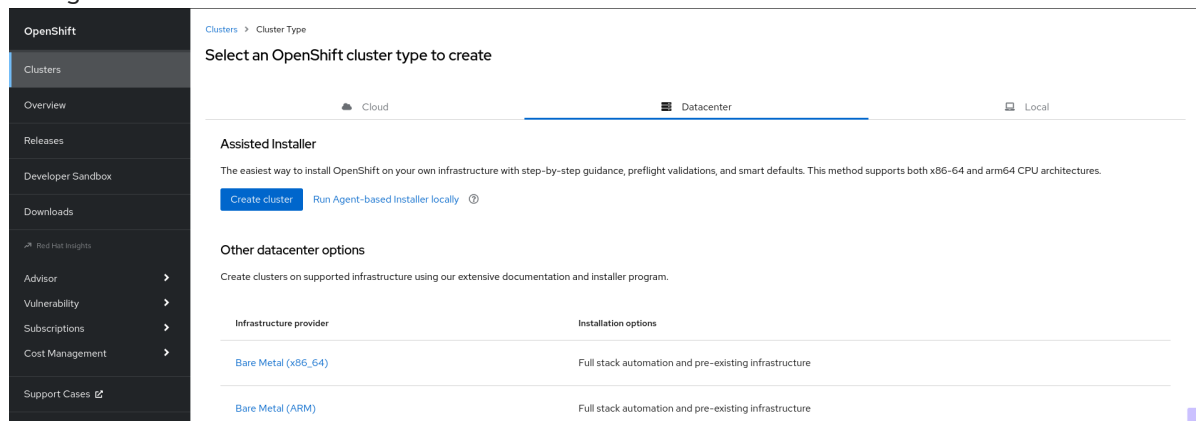 OpenShift
Clusters
Overview
Releases
Developer Sandbox
Downloads
Red Hat Insights
Advisor
Vulnerability
Subscriptions
Cost Management
Support Cases
Clusters > Cluster Type
Select an OpenShift cluster type to create
Cloud Datacenter Local
Assisted Installer
The easiest way to install OpenShift on your own infrastructure with step-by-step guidance, preflight validations, and smart defaults. This method supports both x86-64 and arm64 CPU architectures.
Create cluster Run Agent-based Installer locally
Other datacenter options
Create clusters on supported infrastructure using our extensive documentation and installer program.
Infrastructure provider Installation options
Bare Metal (x86_64) Full stack automation and pre-existing infrastructure
Bare Metal (ARM) Full stack automation and pre-existing infrastructure